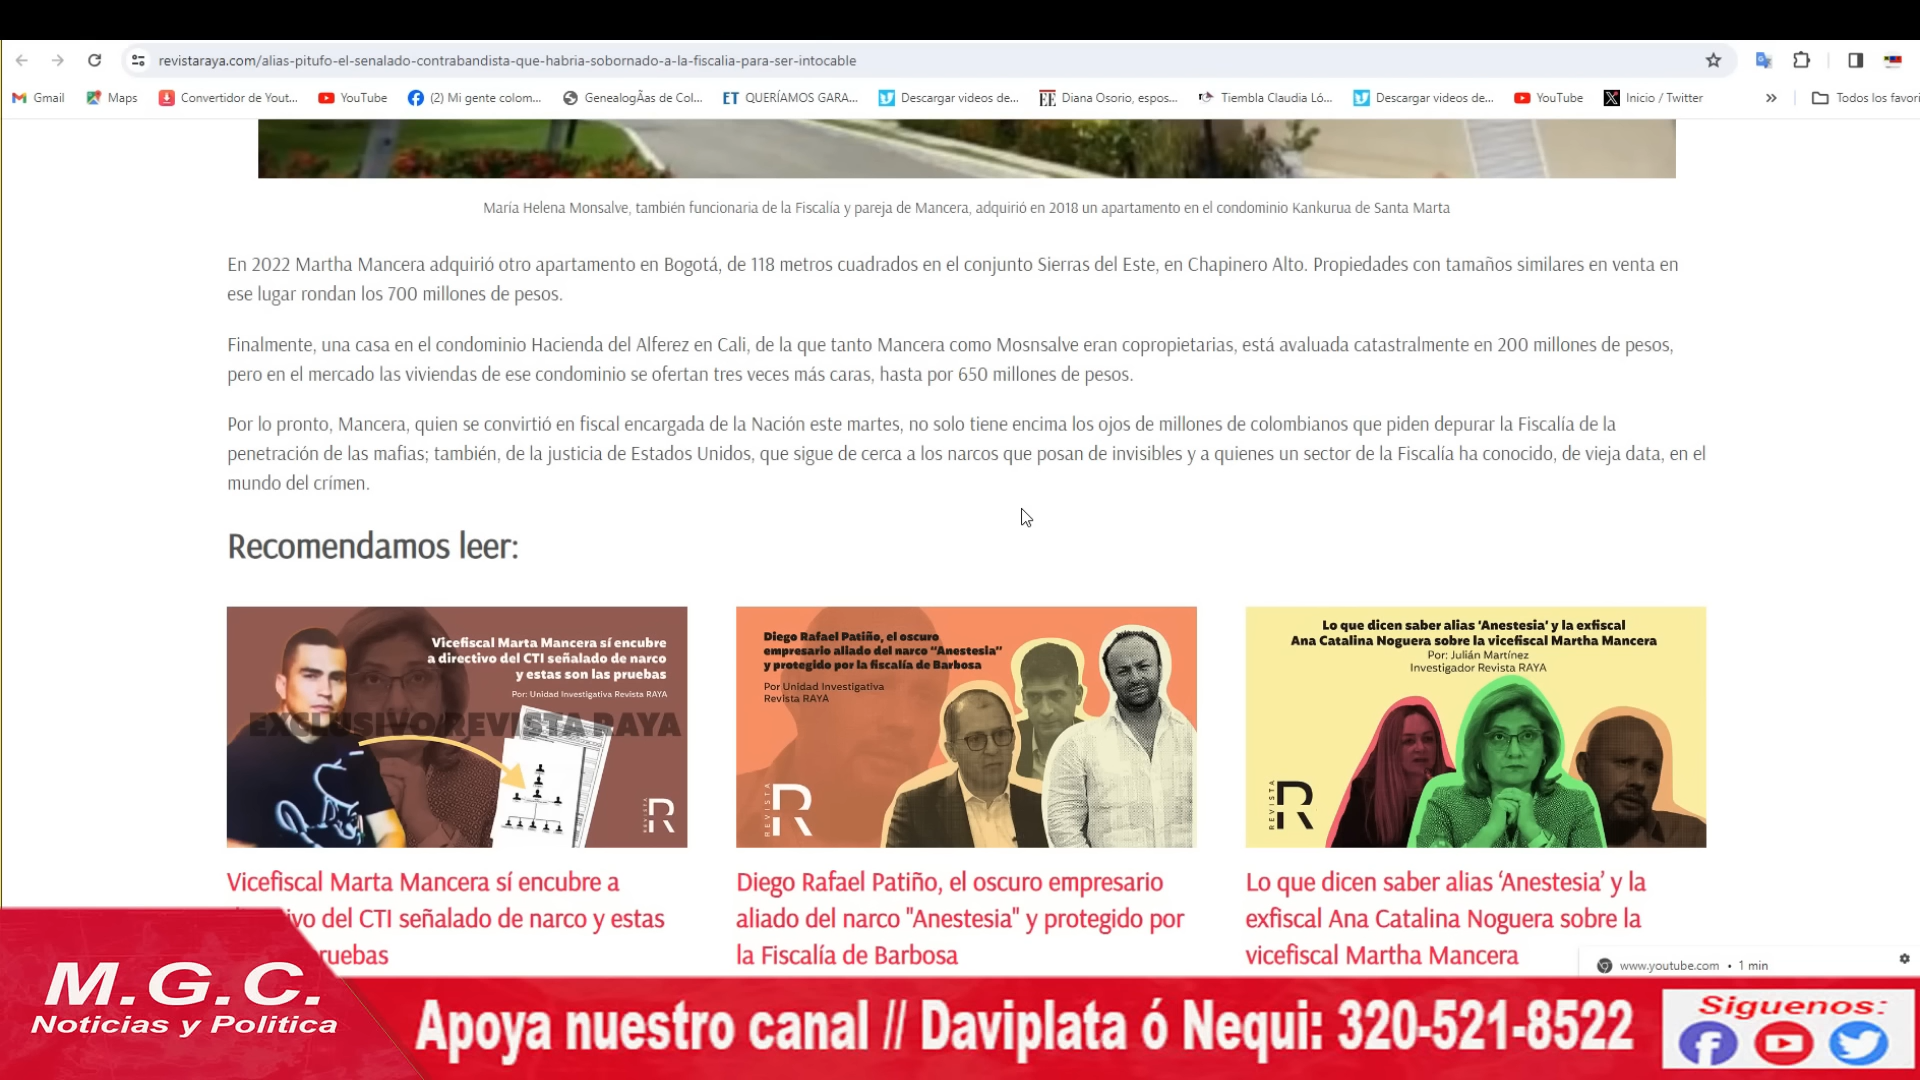 revistaraya.com/alias-pitufo-el-senalado-contrabandista-que-habria-sobornado-a-la-fiscalia-para-ser-intocable
Gmail Maps Convertidor de Yout... YouTube (2) Mi gente colom... GenealogÃas de Col... ET QUERÍAMOS GARA... Descargar videos de... EE Diana Osorio, espos... Tiembla Claudia Ló... Descargar videos de... YouTube Inicio / Twitter » Todos los favori
María Helena Monsalve, también funcionaria de la Fiscalía y pareja de Mancera, adquirió en 2018 un apartamento en el condominio Kankurua de Santa Marta
En 2022 Martha Mancera adquirió otro apartamento en Bogotá, de 118 metros cuadrados en el conjunto Sierras del Este, en Chapinero Alto. Propiedades con tamaños similares en venta en
ese lugar rondan los 700 millones de pesos.
Finalmente, una casa en el condominio Hacienda del Alferez en Cali, de la que tanto Mancera como Mosnsalve eran copropietarias, está avaluada catastralmente en 200 millones de pesos,
pero en el mercado las viviendas de ese condominio se ofertan tres veces más caras, hasta por 650 millones de pesos.
Por lo pronto, Mancera, quien se convirtió en fiscal encargada de la Nación este martes, no solo tiene encima los ojos de millones de colombianos que piden depurar la Fiscalía de la
penetración de las mafias; también, de la justicia de Estados Unidos, que sigue de cerca a los narcos que posan de invisibles y a quienes un sector de la Fiscalía ha conocido, de vieja data, en el
mundo del crímen.
Recomendamos leer:
Vicefiscal Marta Mancera sí encubre
a directivo del CTI señalado de narco
y estas son las pruebas
Por: Unidad Investigativa Revista RAYA
EXCLUSIVO REVISTA RAYA
REVISTA R
Diego Rafael Patiño, el oscuro
empresario aliado del narco “Anestesia”
y protegido por la fiscalía de Barbosa
Por Unidad Investigativa
Revista RAYA
REVISTA R
Lo que dicen saber alias ‘Anestesia’ y la exfiscal
Ana Catalina Noguera sobre la vicefiscal Martha Mancera
Por: Julián Martínez
Investigador Revista RAYA
REVISTA R
Vicefiscal Marta Mancera sí encubre a
ivo del CTI señalado de narco y estas
ruebas
Diego Rafael Patiño, el oscuro empresario
aliado del narco "Anestesia" y protegido por
la Fiscalía de Barbosa
Lo que dicen saber alias ‘Anestesia’ y la
exfiscal Ana Catalina Noguera sobre la
vicefiscal Martha Mancera
www.youtube.com • 1 min
M.G.C.
Noticias y Politica
Apoya nuestro canal // Daviplata ó Nequi: 320-521-8522
Siguenos: